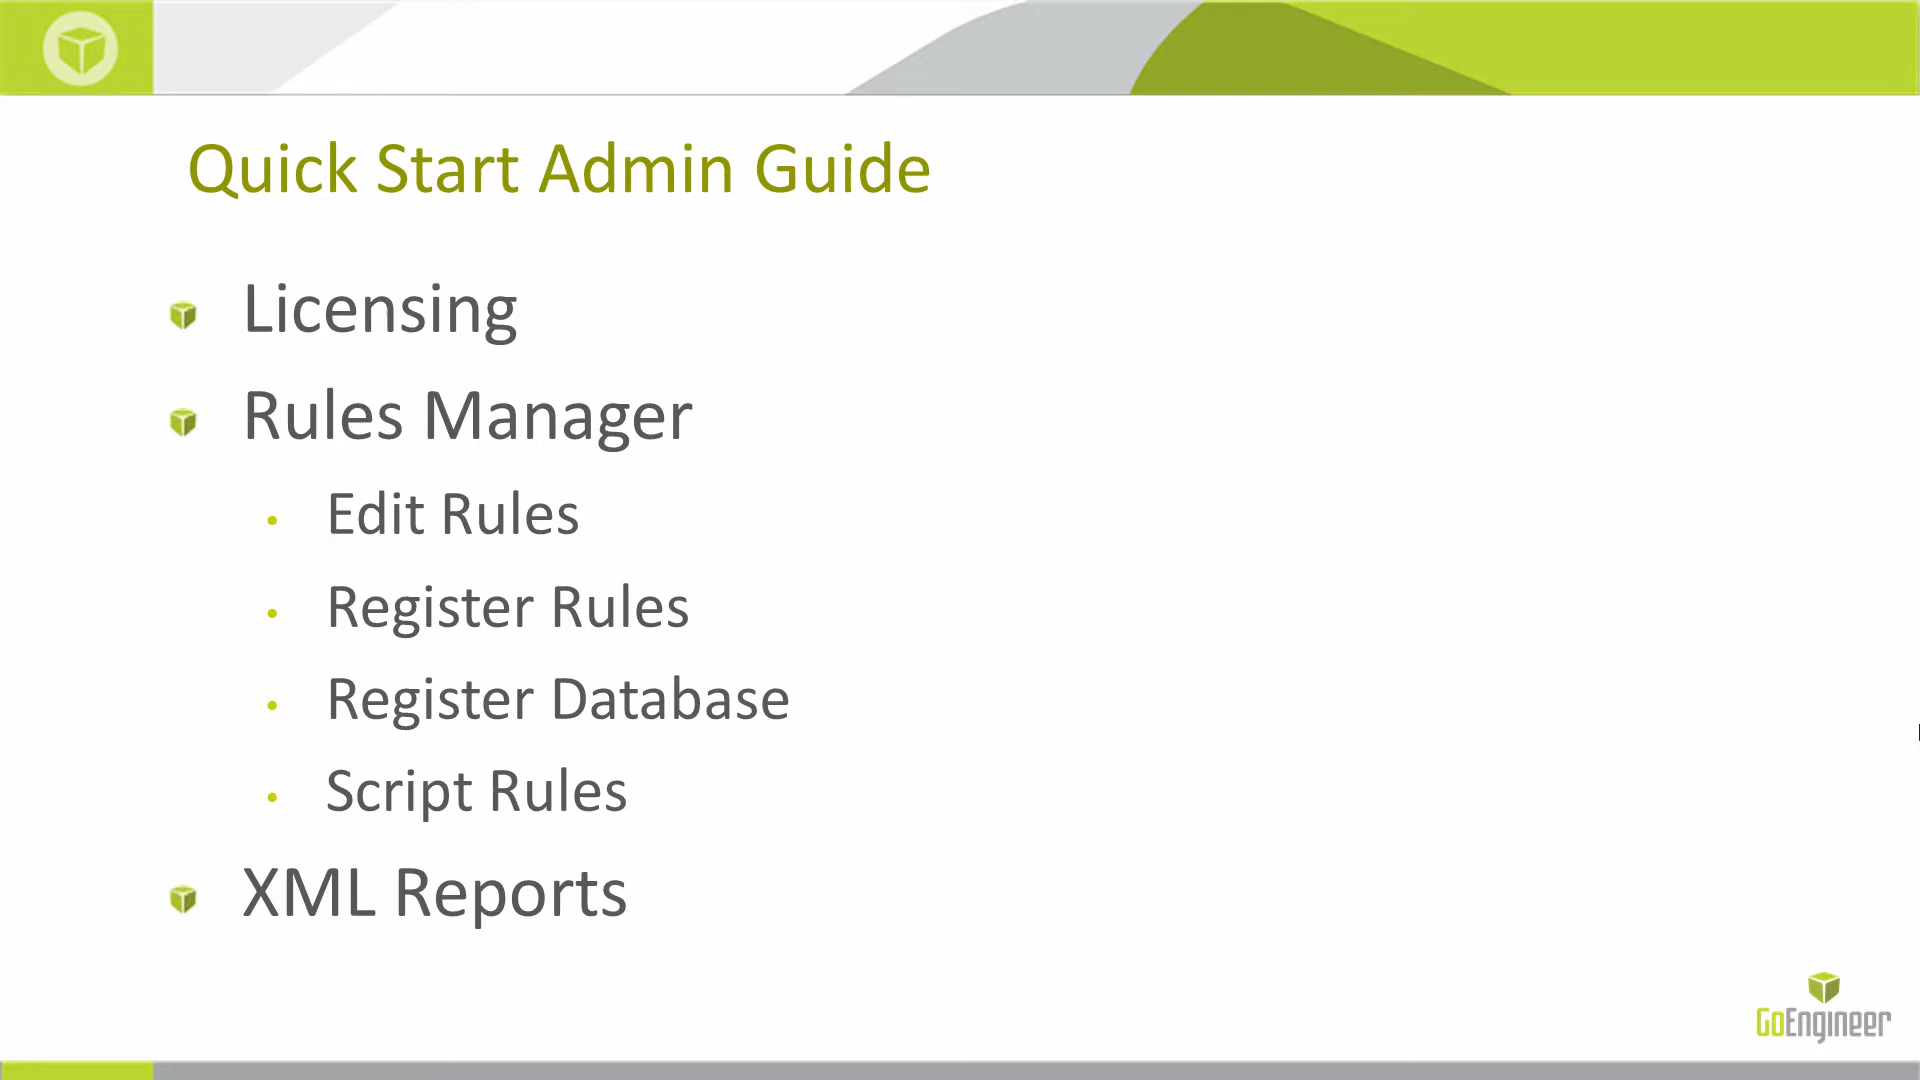 Quick Start Admin Guide
Licensing
Rules Manager
Edit Rules
Register Rules
Register Database
Script Rules
XML Reports
GoEngineer